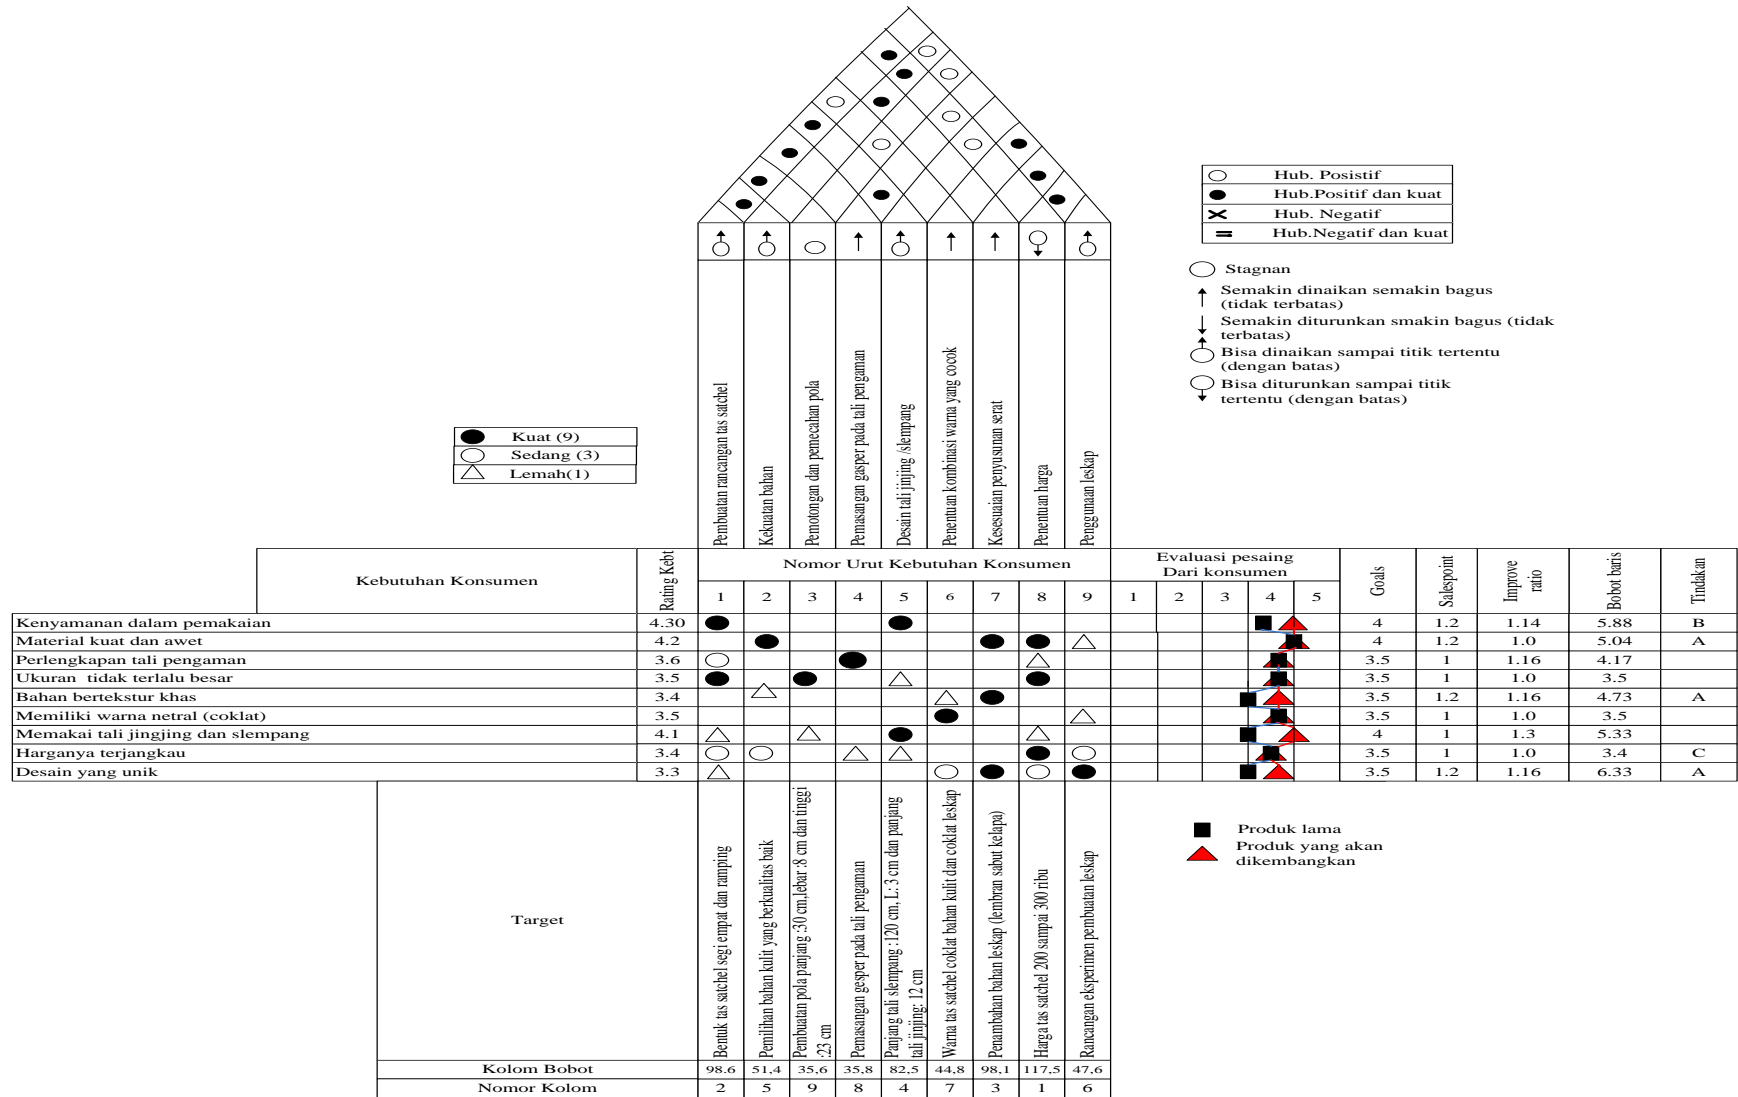 Hub. Posistif
Hub.Positif dan kuat
Hub. Negatif
Hub.Negatif dan kuat
Stagnan
Semakin dinaikan semakin bagus
(tidak terbatas)
Semakin diturunkan smakin bagus (tidak
terbatas)
Bisa dinaikan sampai titik tertentu
(dengan batas)
Bisa diturunkan sampai titik
tertentu (dengan batas)
Kuat (9)
Sedang (3)
Lemah(1)
Pembuatan rancangan tas satchel
Kekuatan bahan
Pemotongan dan pemecahan pola
Pemasangan gasper pada tali pengaman
Desain tali jinjing /slempang
Penentuan kombinasi warna yang cocok
Kesesuaian penyusunan serat
Penentuan harga
Penggunaan leskap
Kebutuhan Konsumen
Rating Kebt
Nomor Urut Kebutuhan Konsumen
Evaluasi pesaing
Dari konsumen
Goals
Salespoint
Improve
ratio
Bobot baris
Tindakan
1 2 3 4 5 6 7 8 9 1 2 3 4 5
Kenyamanan dalam pemakaian 4.30 4 1.2 1.14 5.88 B
Material kuat dan awet 4.2 4 1.2 1.0 5.04 A
Perlengkapan tali pengaman 3.6 3.5 1 1.16 4.17
Ukuran tidak terlalu besar 3.5 3.5 1 1.0 3.5
Bahan bertekstur khas 3.4 3.5 1.2 1.16 4.73 A
Memiliki warna netral (coklat) 3.5 3.5 1 1.0 3.5
Memakai tali jingjing dan slempang 4.1 4 1 1.3 5.33
Harganya terjangkau 3.4 3.5 1 1.0 3.4 C
Desain yang unik 3.3 3.5 1.2 1.16 6.33 A
Target
Bentuk tas satchel segi empat dan ramping
Pemilihan bahan kulit yang berkualitas baik
Pembuatan pola panjang :30 cm,lebar :8 cm dan tinggi
:23 cm
Pemasangan gesper pada tali pengaman
Panjang tali slempang :120 cm, L: 3 cm dan panjang
tali jinjing: 12 cm
Warna tas satchel coklat bahan kulit dan coklat leskap
Penambahan bahan leskap (lembran sabut kelapa)
Harga tas satchel 200 sampai 300 ribu
Rancangan eksperimen pembuatan leskap
Produk lama
Produk yang akan
dikembangkan
Kolom Bobot 98.6 51,4 35,6 35,8 82,5 44,8 98,1 117,5 47,6
Nomor Kolom 2 5 9 8 4 7 3 1 6